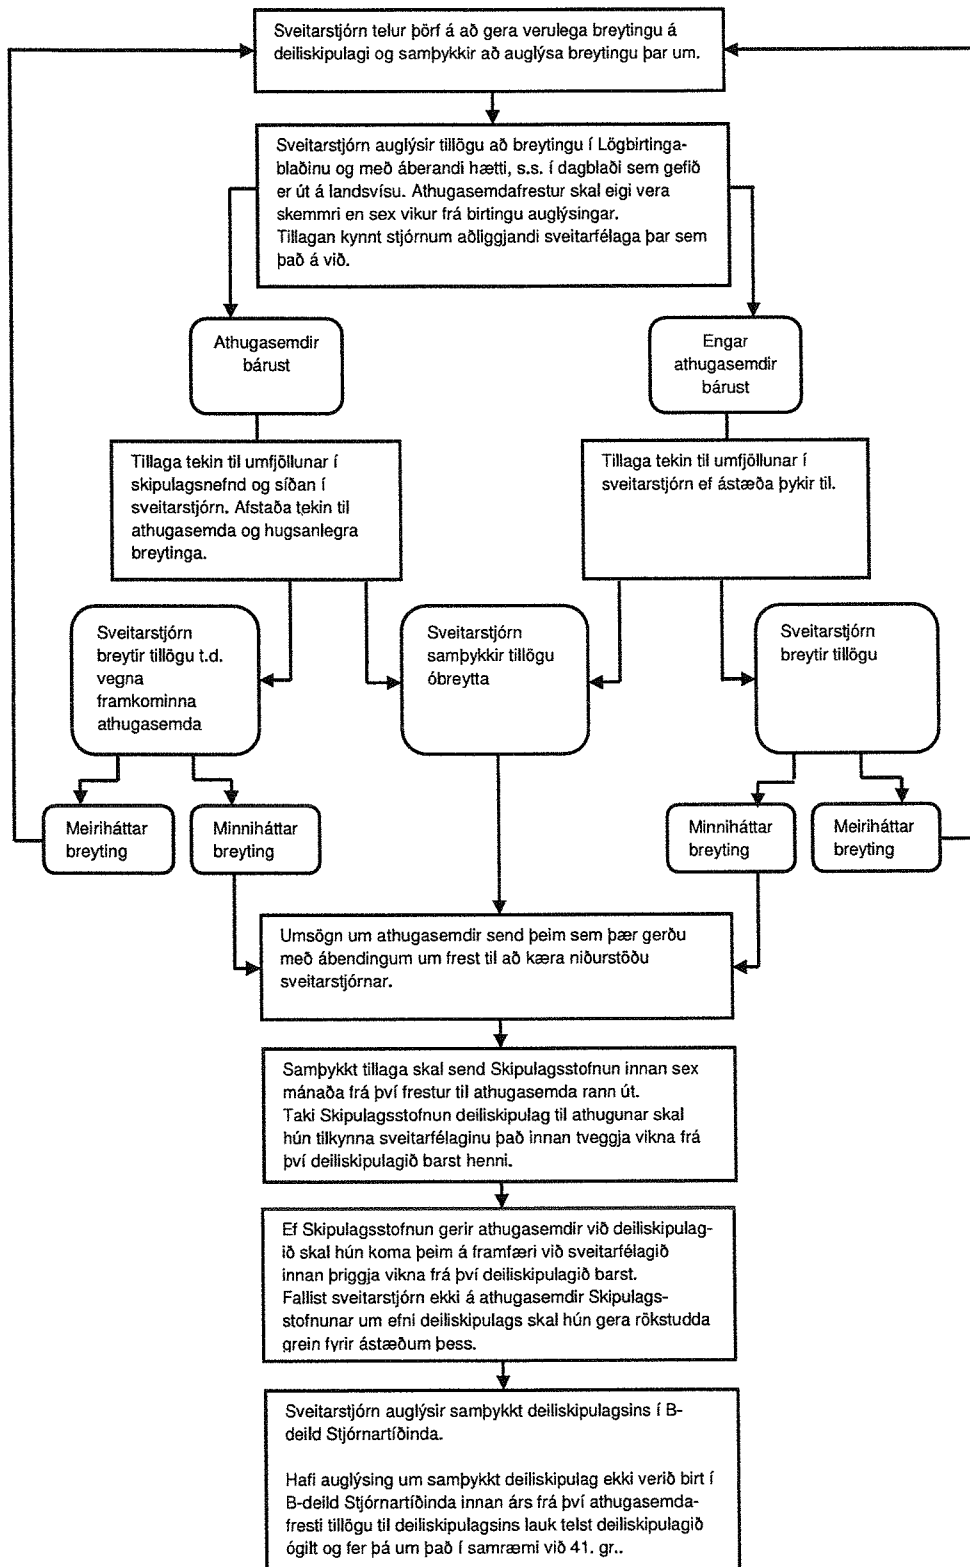 Sveitarstjórn telur þörf á að gera verulega breytingu á
deiliskipulagi og samþykkir að auglýsa breytingu þar um.
Sveitarstjórn auglýsir tillögu að breytingu í Lögbirtinga-
blaðinu og með áberandi hætti, s.s. í dagblaði sem gefið
er út á landsvísu. Athugasemdafrestur skal eigi vera
skemmri en sex vikur frá birtingu auglýsingar.
Tillagan kynnt stjórnum aðliggjandi sveitarfélaga þar sem
það á við.
Athugasemdir
bárust
Engar
athugasemdir
bárust
Tillaga tekin til umfjöllunar í
skipulagsnefnd og síðan í
sveitarstjórn. Afstaða tekin til
athugasemda og hugsanlegra
breytinga.
Tillaga tekin til umfjöllunar í
sveitarstjórn ef ástæða þykir til.
Sveitarstjórn
breytir tillögu t.d.
vegna
framkominna
athugasemda
Sveitarstjórn
samþykkir tillögu
óbreytta
Sveitarstjórn
breytir tillögu
Meiriháttar
breyting
Minniháttar
breyting
Minniháttar
breyting
Meiriháttar
breyting
Umsögn um athugasemdir send þeim sem þær gerðu
með ábendingum um frest til að kæra niðurstöðu
sveitarstjórnar.
Samþykkt tillaga skal send Skipulagsstofnun innan sex
mánaða frá því frestur til athugasemda rann út.
Taki Skipulagsstofnun deiliskipulag til athugunar skal
hún tilkynna sveitarfélaginu það innan tveggja vikna frá
því deiliskipulagið barst henni.
Ef Skipulagsstofnun gerir athugasemdir við deiliskipulag-
ið skal hún koma þeim á framfæri við sveitarfélagið
innan þriggja vikna frá því deiliskipulagið barst.
Fallist sveitarstjórn ekki á athugasemdir Skipulags-
stofnunar um efni deiliskipulags skal hún gera rökstudda
grein fyrir ástæðum þess.
Sveitarstjórn auglýsir samþykkt deiliskipulagsins í B-
deild Stjórnartíðinda.
Hafi auglýsing um samþykkt deiliskipulag ekki verið birt í
B-deild Stjórnartíðinda innan árs frá því athugasemda-
fresti tillögu til deiliskipulagsins lauk telst deiliskipulagið
ógilt og fer þá um það í samræmi við 41. gr..